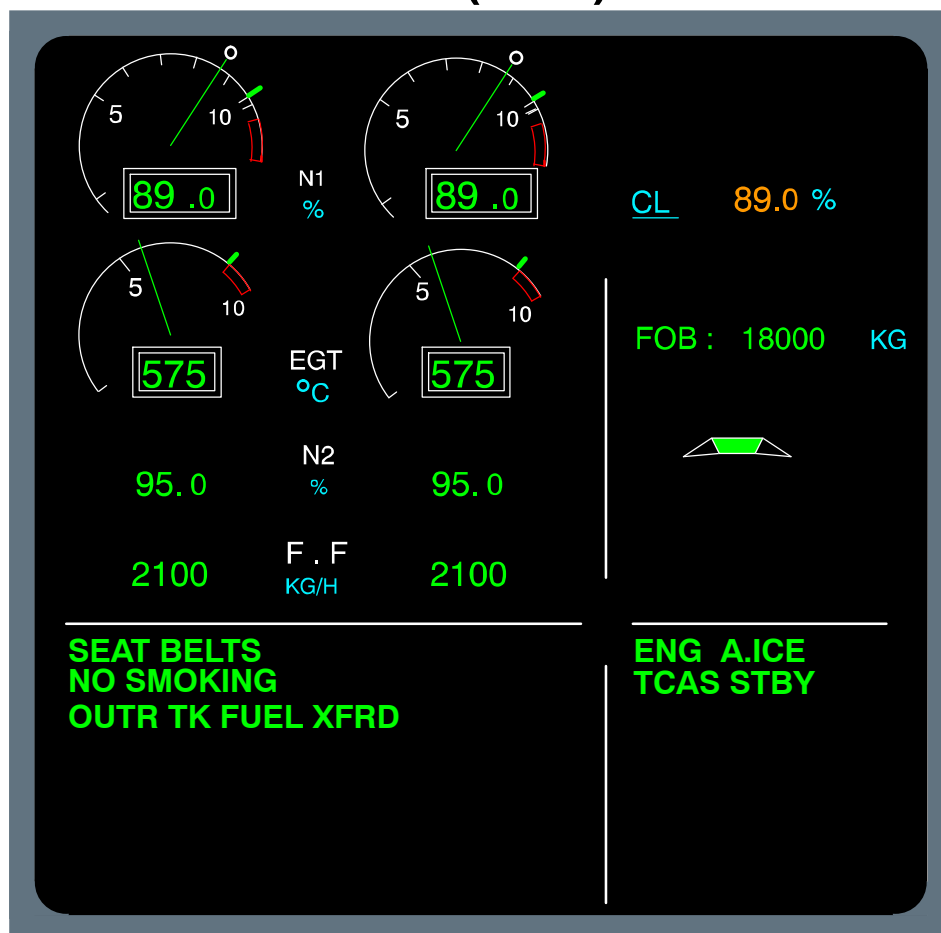 5 10 5 10
89 .0 N1 89 .0
% CL 89.0 %
5 10 5 10
FOB : 18000 KG
575 EGT 575
°C
N2
95. 0 % 95. 0
F . F
2100 KG/H 2100
SEAT BELTS
NO SMOKING
OUTR TK FUEL XFRD
ENG A.ICE
TCAS STBY